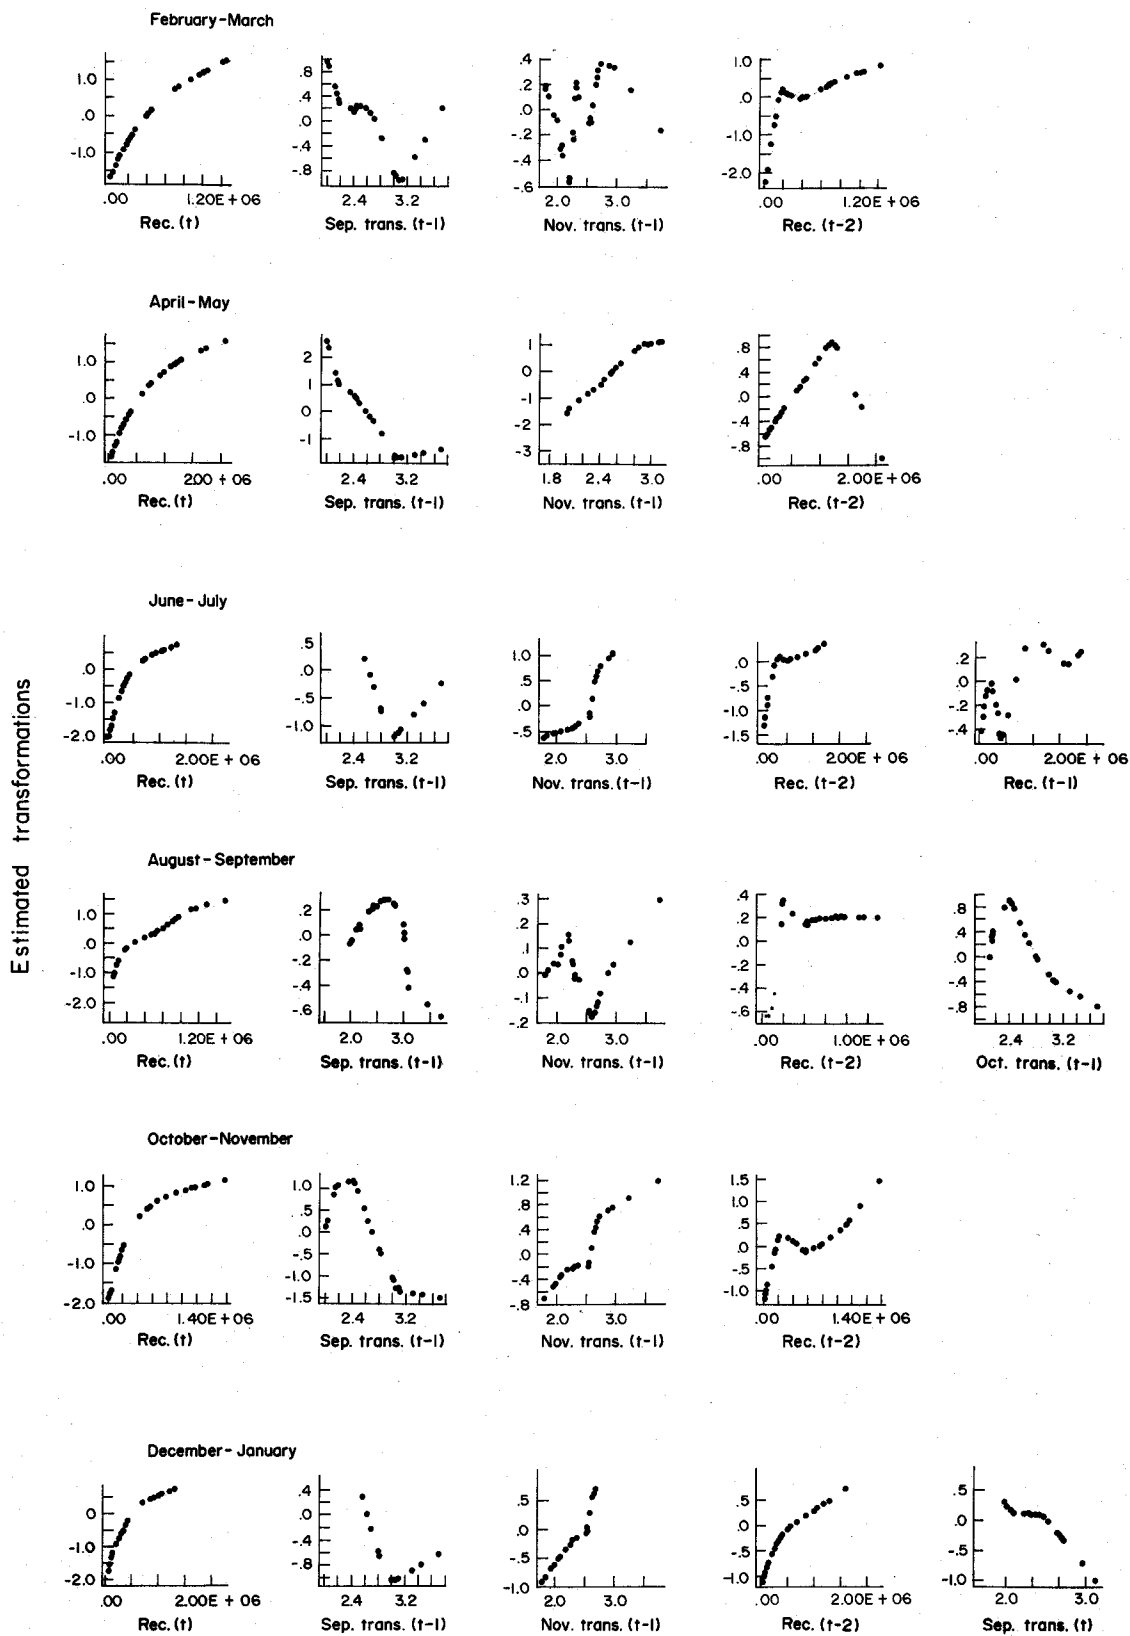 Estimated transformations
February-March
1.0
.0
-1.0
.00 1.20E+06
Rec. (t)
.8
.4
.0
-.4
-.8
2.4 3.2
Sep. trans. (t-1)
.4
.2
.0
-.2
-.4
-.6
2.0 3.0
Nov. trans. (t-1)
1.0
.0
-1.0
-2.0
.00 1.20E+06
Rec. (t-2)
April-May
1.0
.0
-1.0
.00 2.00+06
Rec. (t)
2
1
0
-1
2.4 3.2
Sep. trans. (t-1)
1
0
-1
-2
-3
1.8 2.4 3.0
Nov. trans. (t-1)
.8
.4
.0
-.4
-.8
.00 2.00E+06
Rec. (t-2)
June-July
.0
-1.0
-2.0
.00 2.00E+06
Rec. (t)
.5
.0
-.5
-1.0
2.4 3.2
Sep. trans. (t-1)
1.0
.5
.0
-.5
2.0 3.0
Nov. trans. (t-1)
.0
-.5
-1.0
-1.5
.00 2.00E+06
Rec. (t-2)
.2
.0
-.2
-.4
.00 2.00E+06
Rec. (t-1)
August-September
1.0
.0
-1.0
-2.0
.00 1.20E+06
Rec. (t)
.2
.0
-.2
-.4
-.6
2.0 3.0
Sep. trans. (t-1)
.3
.2
.1
.0
-.1
-.2
2.0 3.0
Nov. trans. (t-1)
.4
.2
.0
-.2
-.4
-.6
.00 1.00E+06
Rec. (t-2)
.8
.4
.0
-.4
-.8
2.4 3.2
Oct. trans. (t-1)
October-November
1.0
.0
-1.0
-2.0
.00 1.40E+06
Rec. (t)
1.0
.5
.0
-.5
-1.0
-1.5
2.4 3.2
Sep. trans. (t-1)
1.2
.8
.4
.0
-.4
-.8
2.0 3.0
Nov. trans. (t-1)
1.5
1.0
.5
.0
-.5
-1.0
.00 1.40E+06
Rec. (t-2)
December-January
0
-1.0
-2.0
.00 2.00E+06
Rec. (t)
.4
.0
-.4
-.8
2.4 3.2
Sep. trans. (t-1)
.5
.0
-.5
-1.0
2.0 3.0
Nov. trans. (t-1)
.5
.0
-.5
-1.0
.00 2.00E+06
Rec. (t-2)
.5
.0
-.5
-1.0
2.0 3.0
Sep. trans. (t)